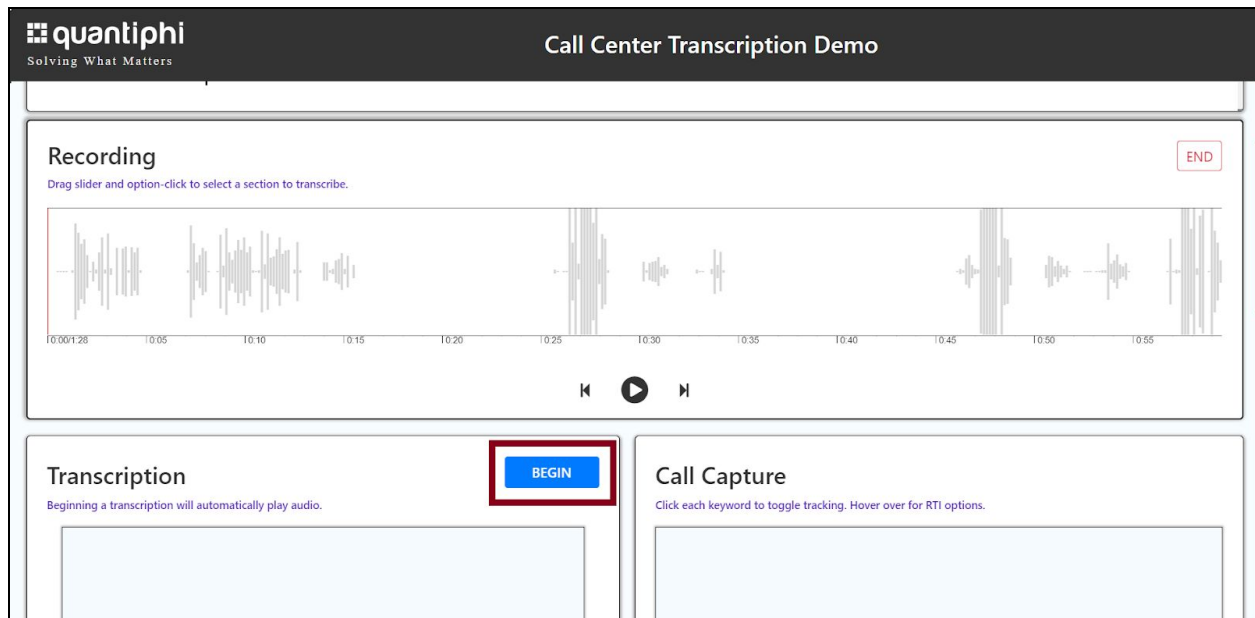 quantiphi
Solving What Matters
Call Center Transcription Demo
Recording
END
Drag slider and option-click to select a section to transcribe.
0:00/1:28 0:05 0:10 0:15 0:20 0:25 0:30 0:35 0:40 0:45 0:50 0:55
Transcription
BEGIN
Beginning a transcription will automatically play audio.
Call Capture
Click each keyword to toggle tracking. Hover over for RTI options.